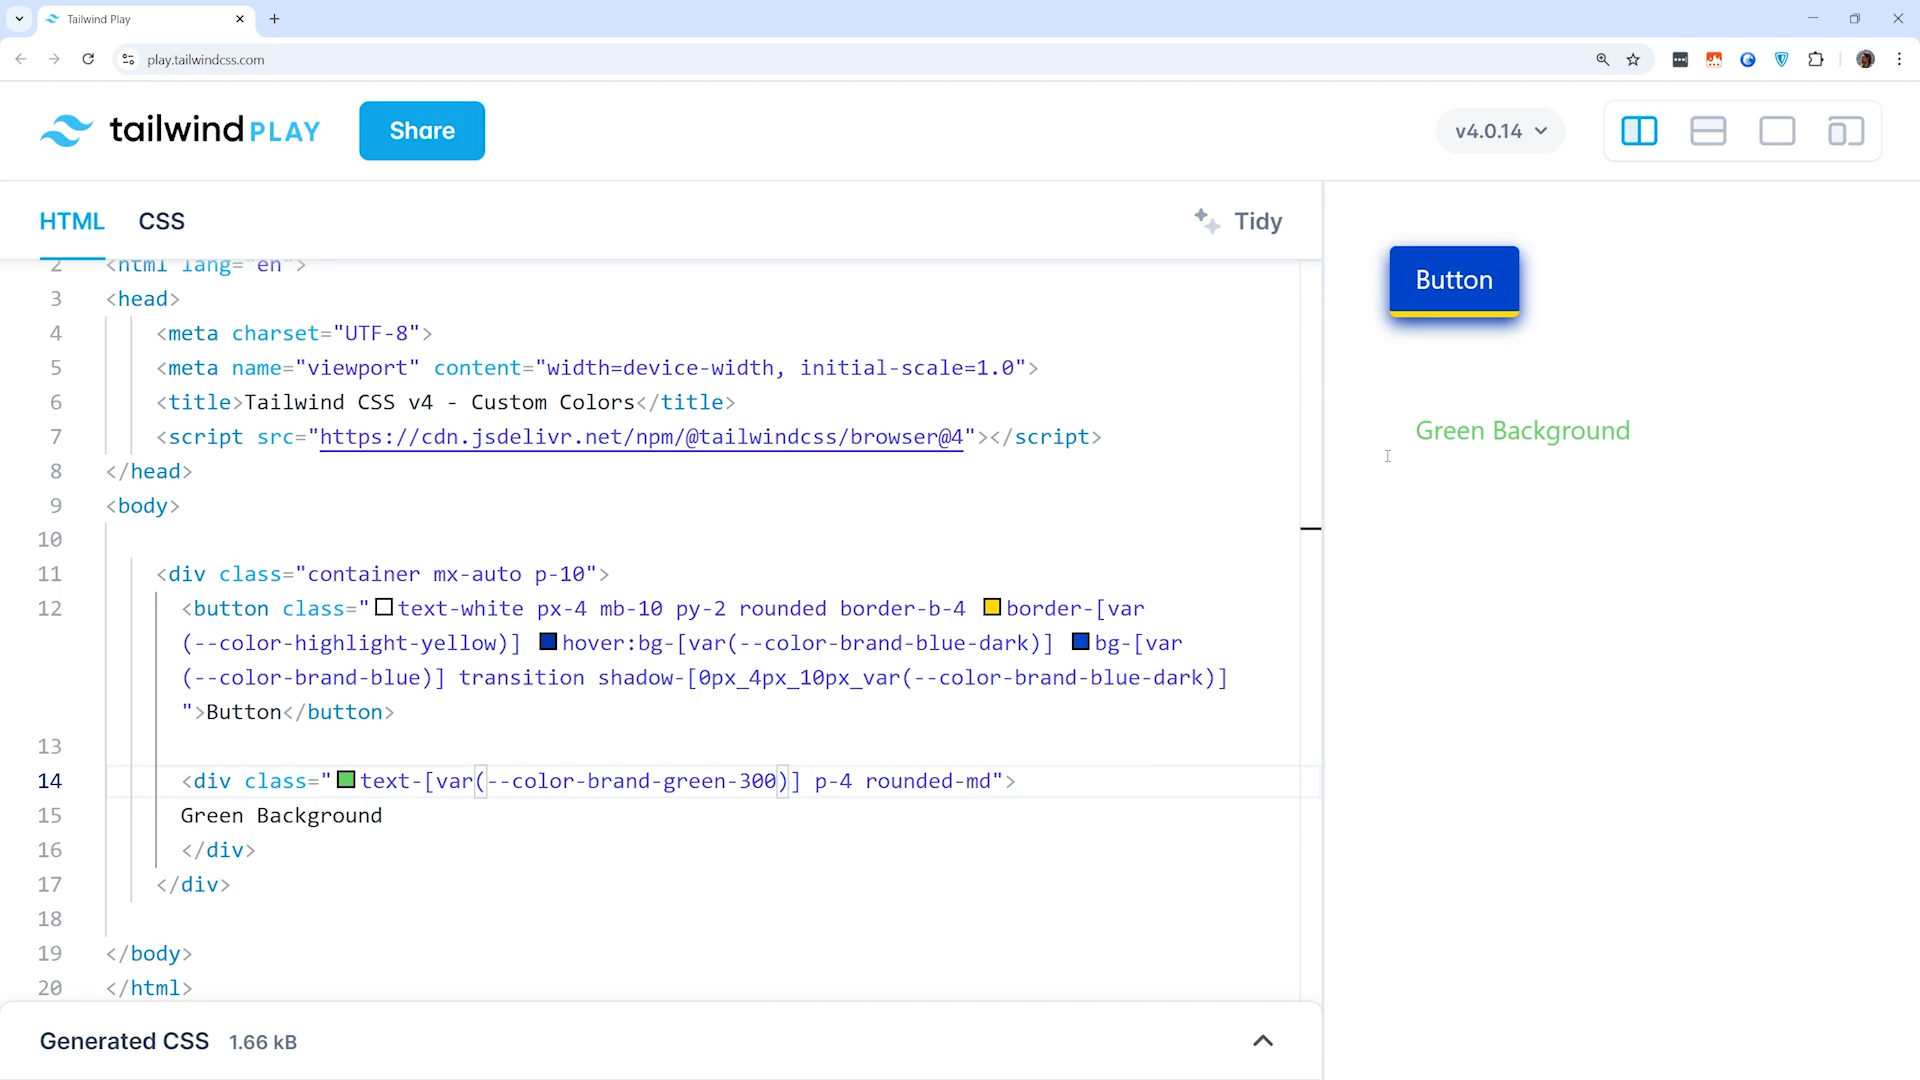 Tailwind Play
play.tailwindcss.com
tailwind PLAY
Share
v4.0.14
HTML CSS
Tidy
2 <html lang="en">
3 <head>
4 <meta charset="UTF-8">
5 <meta name="viewport" content="width=device-width, initial-scale=1.0">
6 <title>Tailwind CSS v4 - Custom Colors</title>
7 <script src="https://cdn.jsdelivr.net/npm/@tailwindcss/browser@4"></script>
8 </head>
9 <body>
10
11 <div class="container mx-auto p-10">
12 <button class="text-white px-4 mb-10 py-2 rounded border-b-4 border-[var
(--color-highlight-yellow)] hover:bg-[var(--color-brand-blue-dark)] bg-[var
(--color-brand-blue)] transition shadow-[0px_4px_10px_var(--color-brand-blue-dark)]
">Button</button>
13
14 <div class="text-[var(--color-brand-green-300)] p-4 rounded-md">
15 Green Background
16 </div>
17 </div>
18
19 </body>
20 </html>
Generated CSS 1.66 kB
Button
Green Background